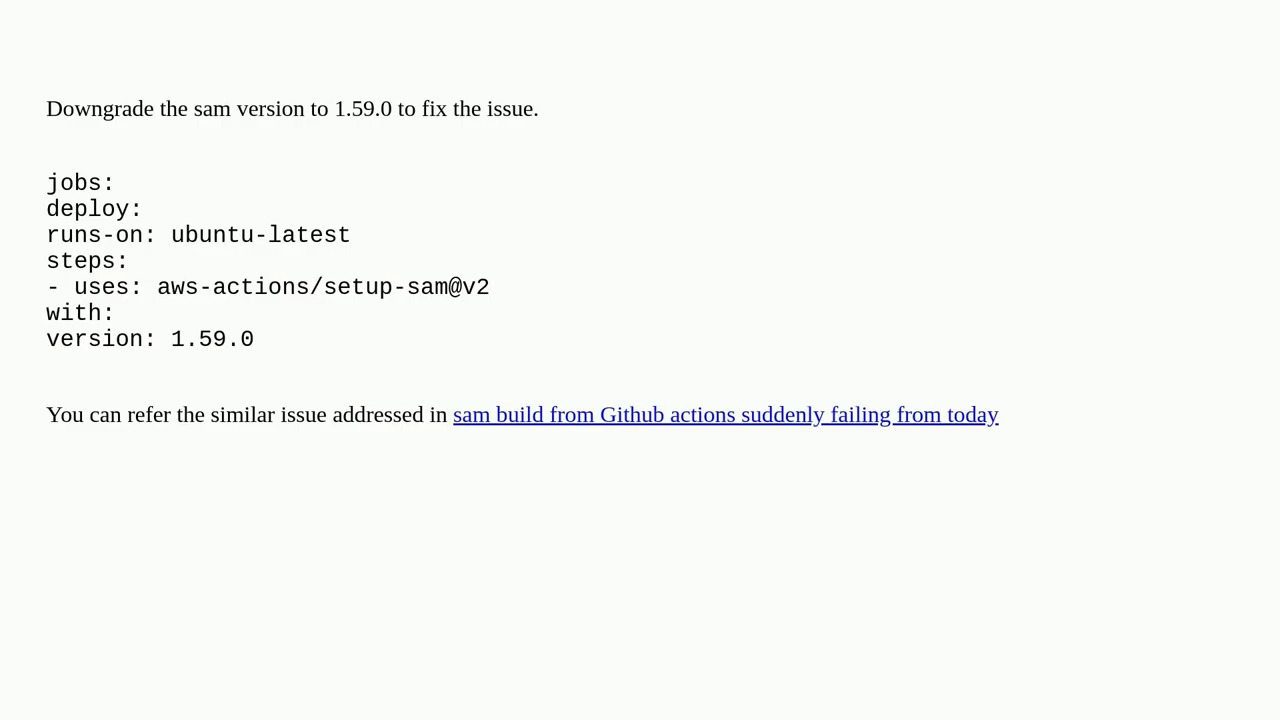 Downgrade the sam version to 1.59.0 to fix the issue.
jobs:
deploy:
runs-on: ubuntu-latest
steps:
- uses: aws-actions/setup-sam@v2
with:
version: 1.59.0
You can refer the similar issue addressed in sam build from Github actions suddenly failing from today